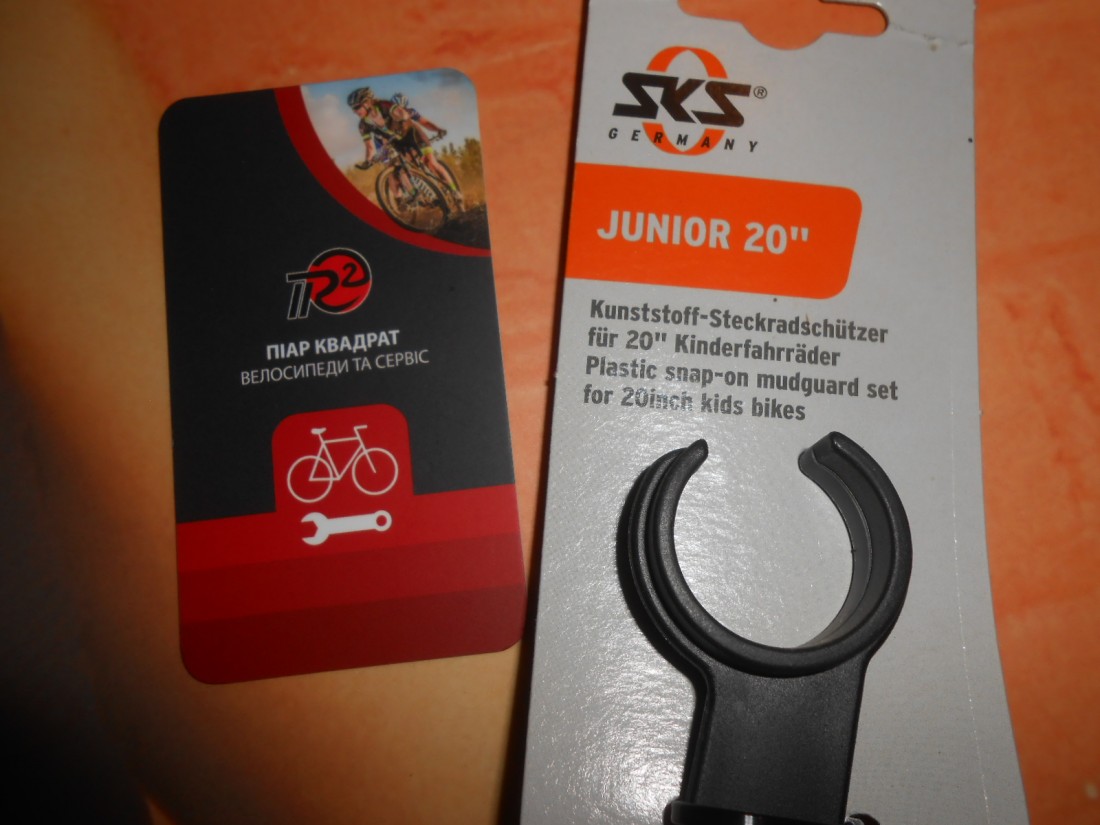 πR2
ПІАР КВАДРАТ
ВЕЛОСИПЕДИ ТА СЕРВІС
SKS®
GERMANY
JUNIOR 20"
Kunststoff-Steckradschützer
für 20" Kinderfahrräder
Plastic snap-on mudguard set
for 20inch kids bikes